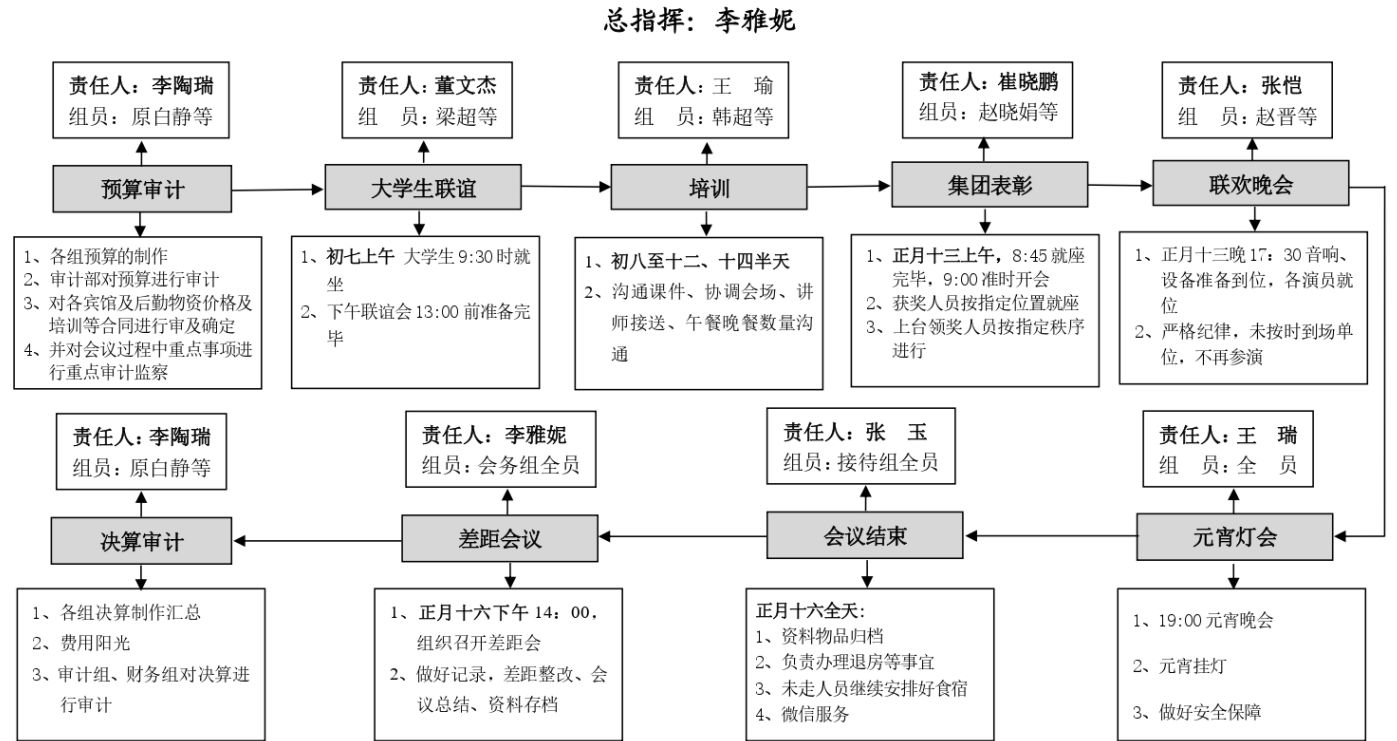 总指挥：李雅妮
责任人：李陶瑞
组员：原白静等
预算审计
1、各组预算的制作
2、审计部对预算进行审计
3、对各宾馆及后勤物资价格及
培训等合同进行审及确定
4、并对会议过程中重点事项进
行重点审计监察
责任人：董文杰
组　员：梁超等
大学生联谊
1、初七上午 大学生9:30时就
坐
2、下午联谊会13:00前准备完
毕
责任人：王　瑜
组　员：韩超等
培训
1、初八至十二、十四半天
2、沟通课件、协调会场、讲
师接送、午餐晚餐数量沟
通
责任人：崔晓鹏
组员：赵晓娟等
集团表彰
1、正月十三上午，8:45就座
完毕，9:00准时开会
2、获奖人员按指定位置就座
3、上台领奖人员按指定秩序
进行
责任人：张恺
组　员：赵晋等
联欢晚会
1、正月十三晚17：30音响、
设备准备到位，各演员就
位
2、严格纪律，未按时到场单
位，不再参演
责任人：王　瑞
组　员：全　员
元宵灯会
1、19:00元宵晚会
2、元宵挂灯
3、做好安全保障
责任人：张　玉
组员：接待组全员
会议结束
正月十六全天：
1、资料物品归档
2、负责办理退房等事宜
3、未走人员继续安排好食宿
4、微信服务
责任人：李雅妮
组员：会务组全员
差距会议
1、正月十六下午14：00，
组织召开差距会
2、做好记录，差距整改、会
议总结、资料存档
责任人：李陶瑞
组员：原白静等
决算审计
1、各组决算制作汇总
2、费用阳光
3、审计组、财务组对决算进
行审计